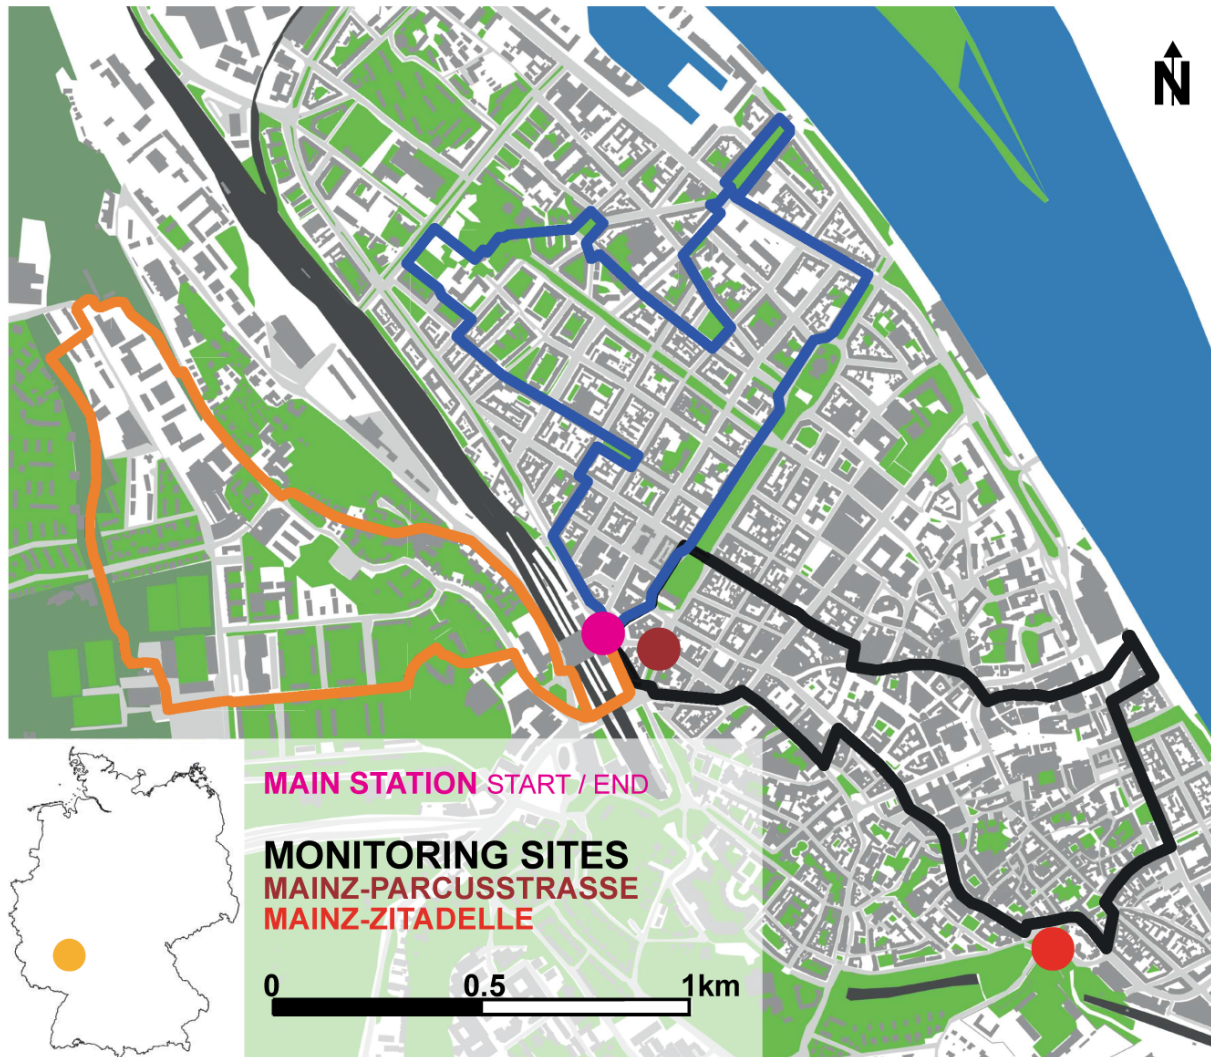 N
MAIN STATION START / END
MONITORING SITES
MAINZ-PARCUSSTRASSE
MAINZ-ZITADELLE
0 0.5 1km